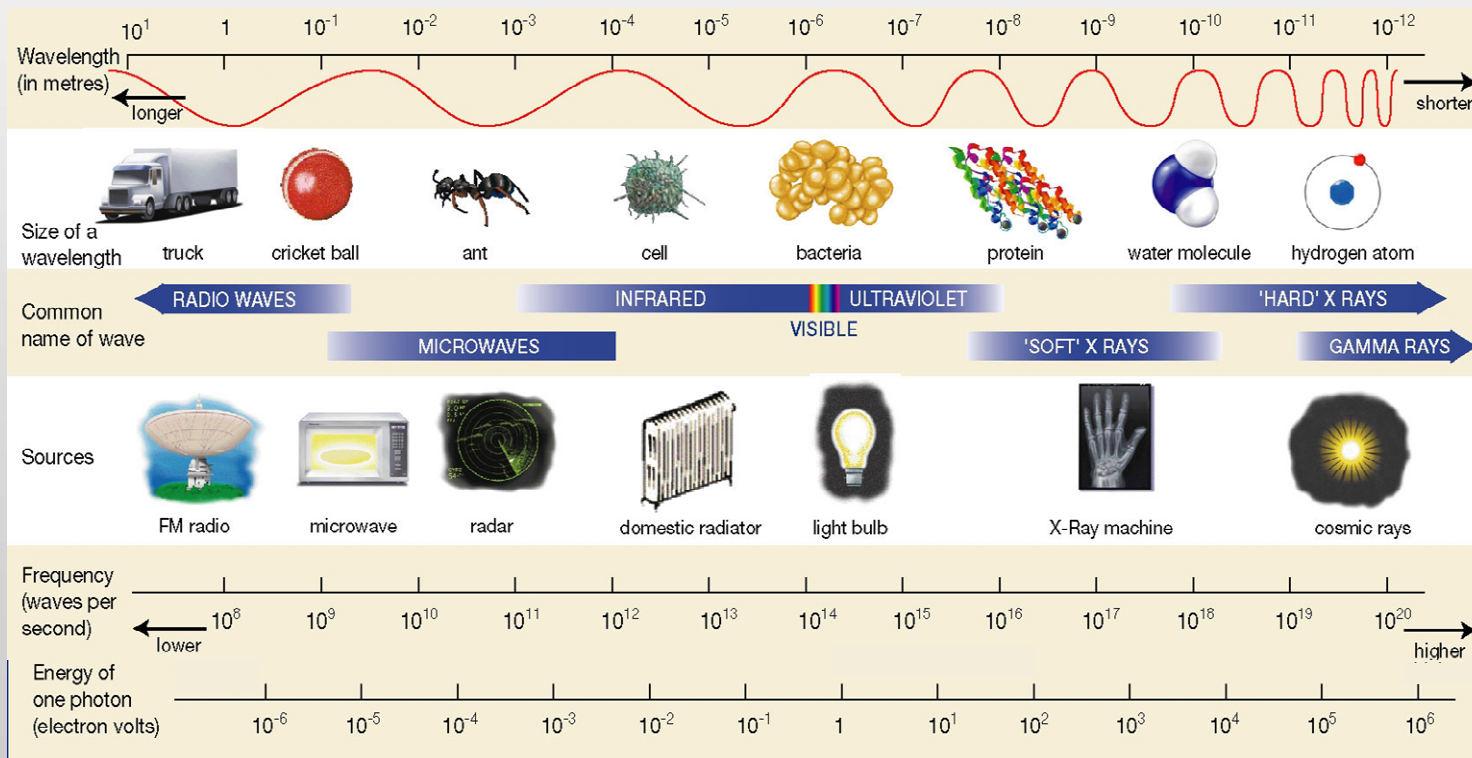 10¹ 1 10⁻¹ 10⁻² 10⁻³ 10⁻⁴ 10⁻⁵ 10⁻⁶ 10⁻⁷ 10⁻⁸ 10⁻⁹ 10⁻¹⁰ 10⁻¹¹ 10⁻¹²
Wavelength
(in metres)
longer
shorter
Size of a
wavelength
truck cricket ball ant cell bacteria protein water molecule hydrogen atom
Common
name of wave
RADIO WAVES INFRARED ULTRAVIOLET 'HARD' X RAYS
VISIBLE
MICROWAVES 'SOFT' X RAYS GAMMA RAYS
Sources
FM radio microwave radar domestic radiator light bulb X-Ray machine cosmic rays
Frequency
(waves per
second)
10⁸ 10⁹ 10¹⁰ 10¹¹ 10¹² 10¹³ 10¹⁴ 10¹⁵ 10¹⁶ 10¹⁷ 10¹⁸ 10¹⁹ 10²⁰
lower
higher
Energy of
one photon
(electron volts)
10⁻⁶ 10⁻⁵ 10⁻⁴ 10⁻³ 10⁻² 10⁻¹ 1 10¹ 10² 10³ 10⁴ 10⁵ 10⁶